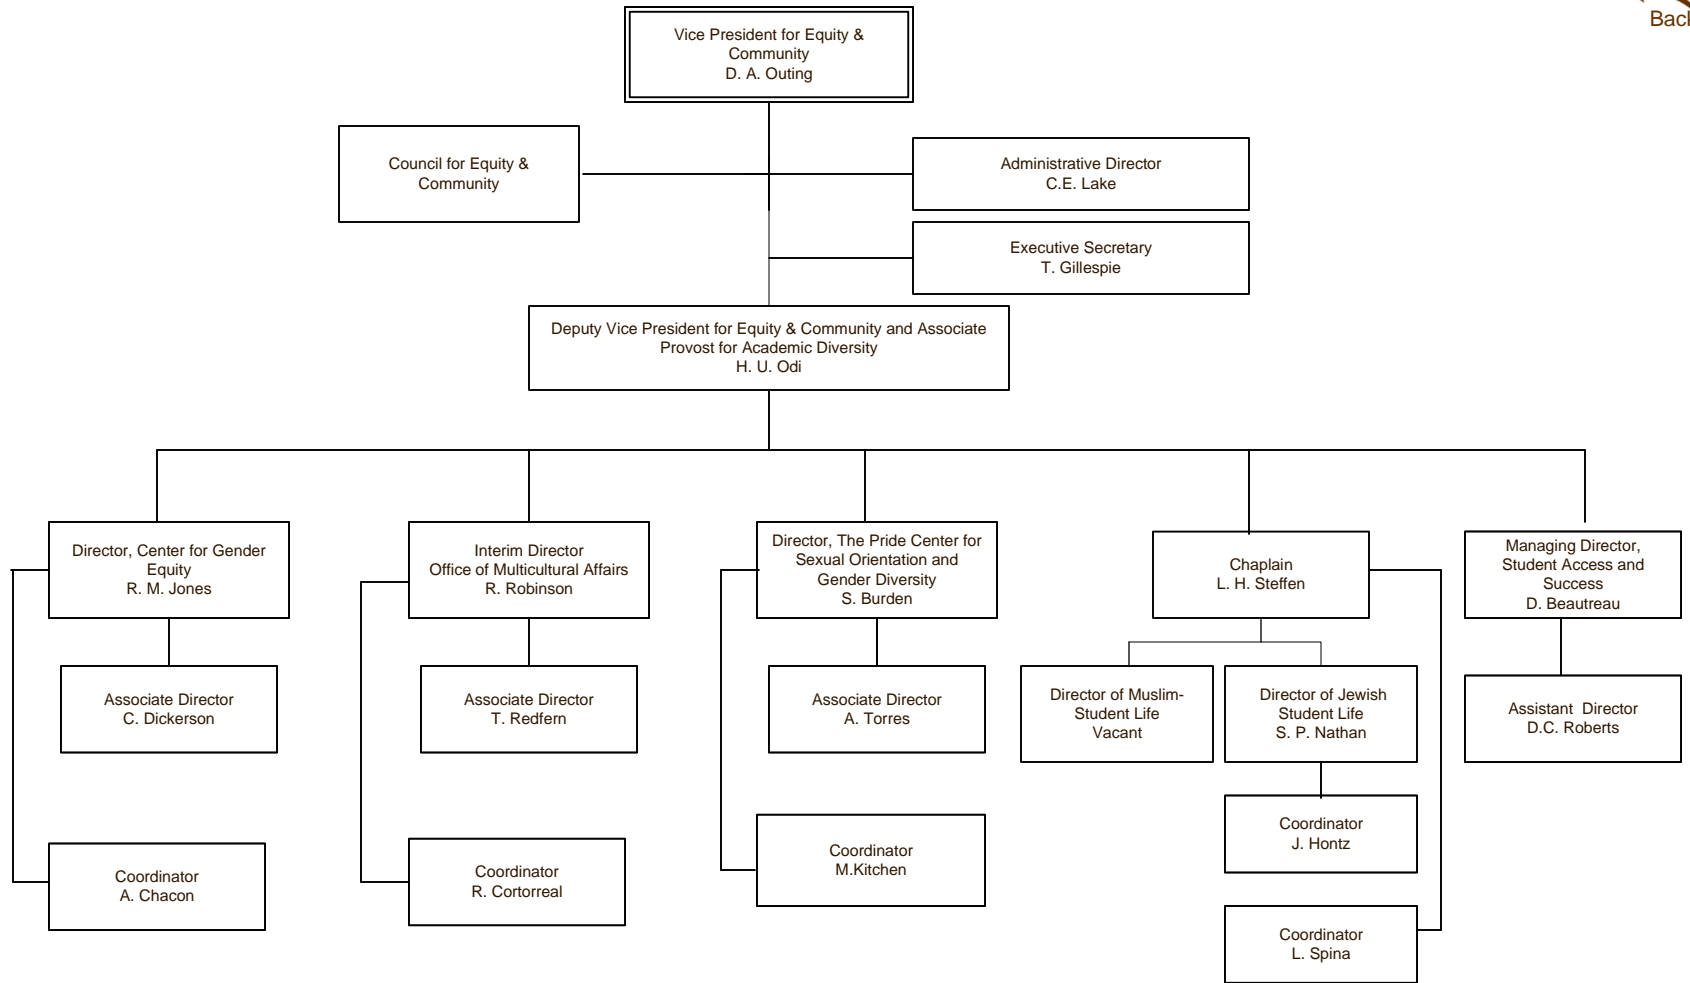 Back
Vice President for Equity &
Community
D. A. Outing
Council for Equity &
Community
Administrative Director
C.E. Lake
Executive Secretary
T. Gillespie
Deputy Vice President for Equity & Community and Associate
Provost for Academic Diversity
H. U. Odi
Director, Center for Gender
Equity
R. M. Jones
Interim Director
Office of Multicultural Affairs
R. Robinson
Director, The Pride Center for
Sexual Orientation and
Gender Diversity
S. Burden
Chaplain
L. H. Steffen
Managing Director,
Student Access and
Success
D. Beautreau
Associate Director
C. Dickerson
Associate Director
T. Redfern
Associate Director
A. Torres
Director of Muslim-
Student Life
Vacant
Director of Jewish
Student Life
S. P. Nathan
Assistant  Director
D.C. Roberts
Coordinator
A. Chacon
Coordinator
R. Cortorreal
Coordinator
M.Kitchen
Coordinator
J. Hontz
Coordinator
L. Spina